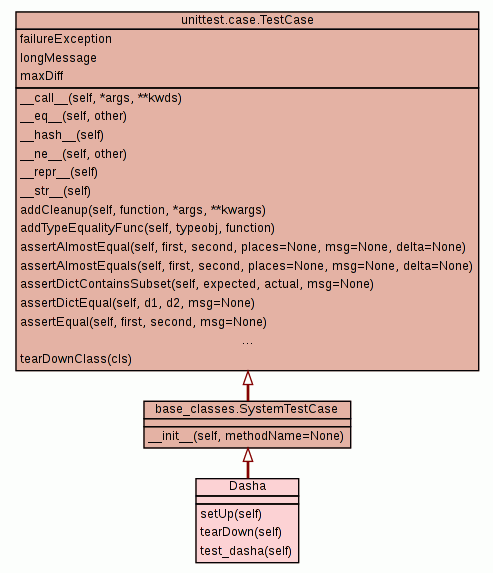 unittest.case.TestCase
failureException
longMessage
maxDiff
__call__(self, *args, **kwds)
__eq__(self, other)
__hash__(self)
__ne__(self, other)
__repr__(self)
__str__(self)
addCleanup(self, function, *args, **kwargs)
addTypeEqualityFunc(self, typeobj, function)
assertAlmostEqual(self, first, second, places=None, msg=None, delta=None)
assertAlmostEquals(self, first, second, places=None, msg=None, delta=None)
assertDictContainsSubset(self, expected, actual, msg=None)
assertDictEqual(self, d1, d2, msg=None)
assertEqual(self, first, second, msg=None)
...
tearDownClass(cls)
base_classes.SystemTestCase
__init__(self, methodName=None)
Dasha
setUp(self)
tearDown(self)
test_dasha(self)